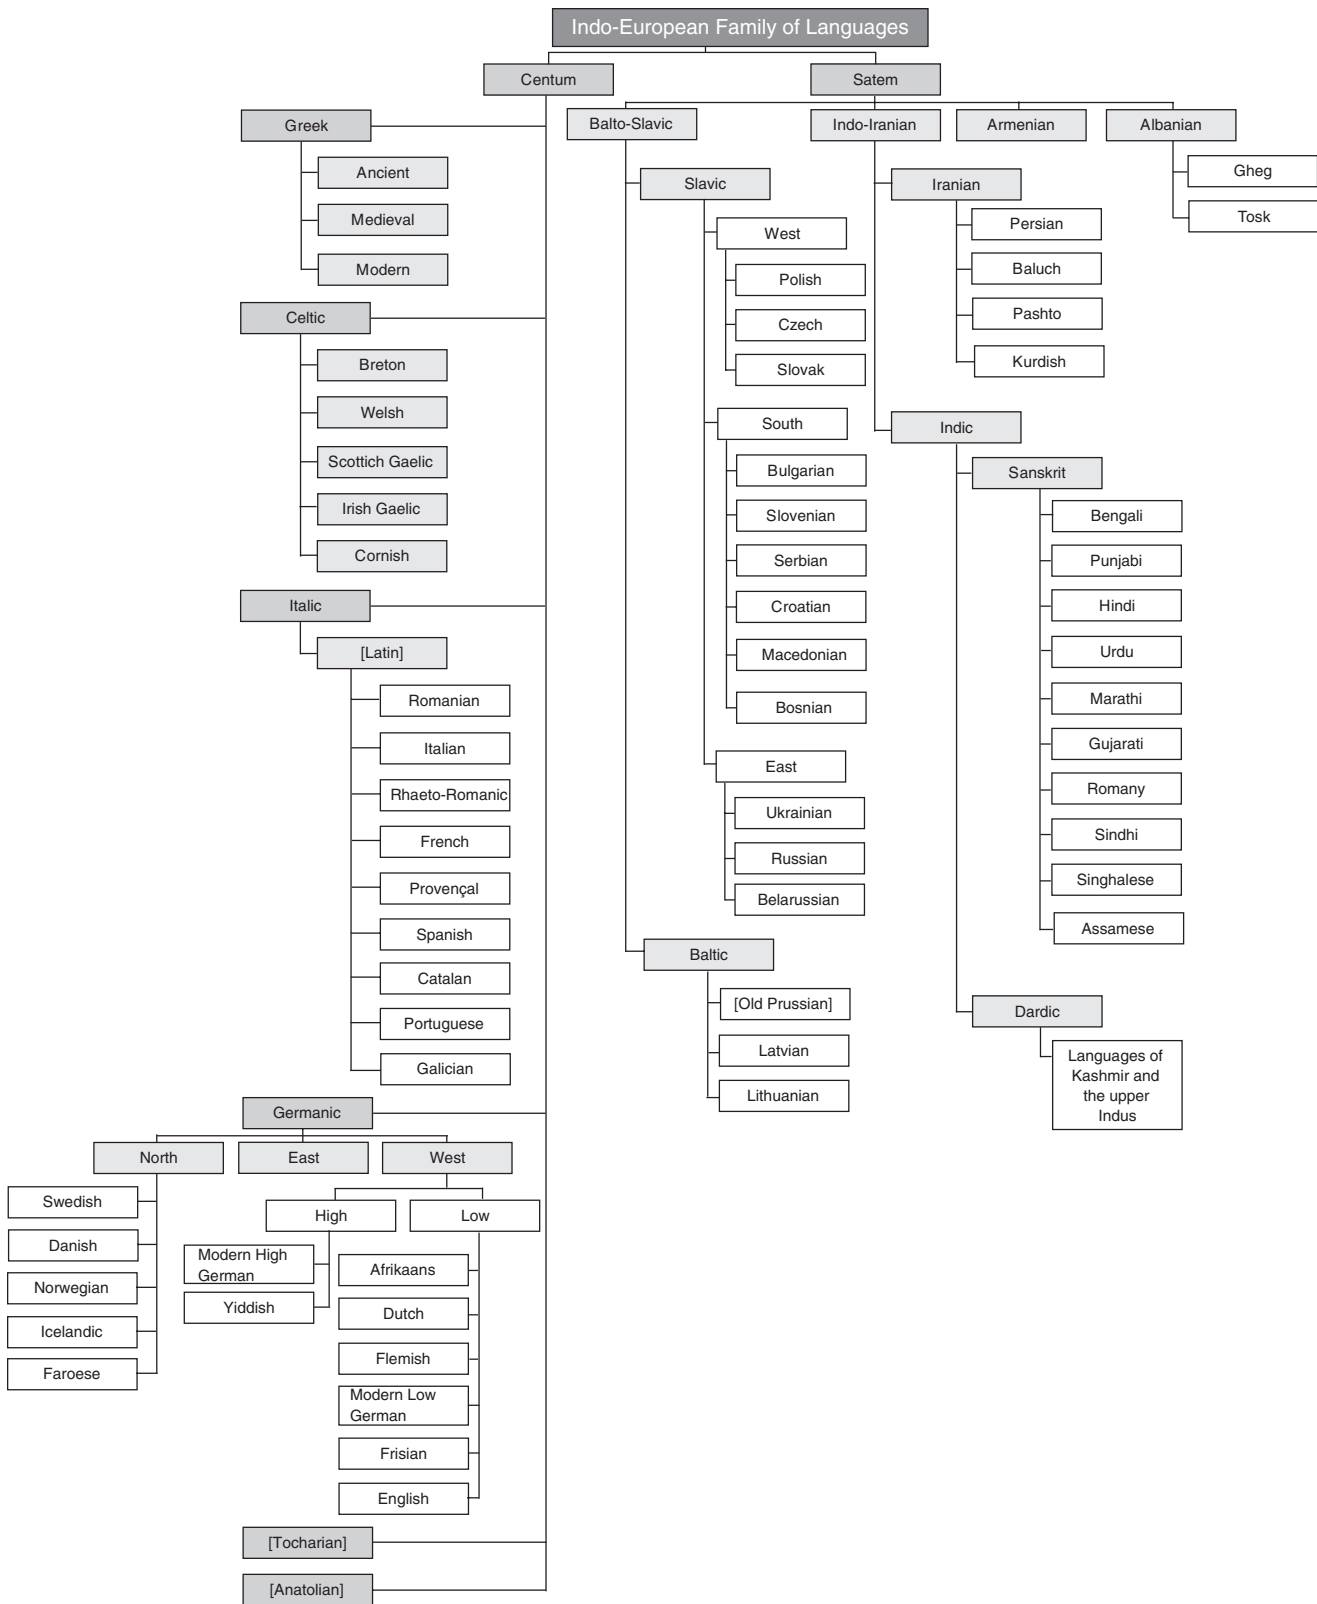 Indo-European Family of Languages
Centum
Satem
Greek
Ancient
Medieval
Modern
Celtic
Breton
Welsh
Scottich Gaelic
Irish Gaelic
Cornish
Italic
[Latin]
Romanian
Italian
Rhaeto-Romanic
French
Provençal
Spanish
Catalan
Portuguese
Galician
Germanic
North
East
West
Swedish
Danish
Norwegian
Icelandic
Faroese
High
Low
Modern High
German
Yiddish
Afrikaans
Dutch
Flemish
Modern Low
German
Frisian
English
[Tocharian]
[Anatolian]
Balto-Slavic
Indo-Iranian
Armenian
Albanian
Slavic
West
Polish
Czech
Slovak
South
Bulgarian
Slovenian
Serbian
Croatian
Macedonian
Bosnian
East
Ukrainian
Russian
Belarussian
Baltic
[Old Prussian]
Latvian
Lithuanian
Iranian
Persian
Baluch
Pashto
Kurdish
Indic
Sanskrit
Bengali
Punjabi
Hindi
Urdu
Marathi
Gujarati
Romany
Sindhi
Singhalese
Assamese
Dardic
Languages of
Kashmir and
the upper
Indus
Gheg
Tosk